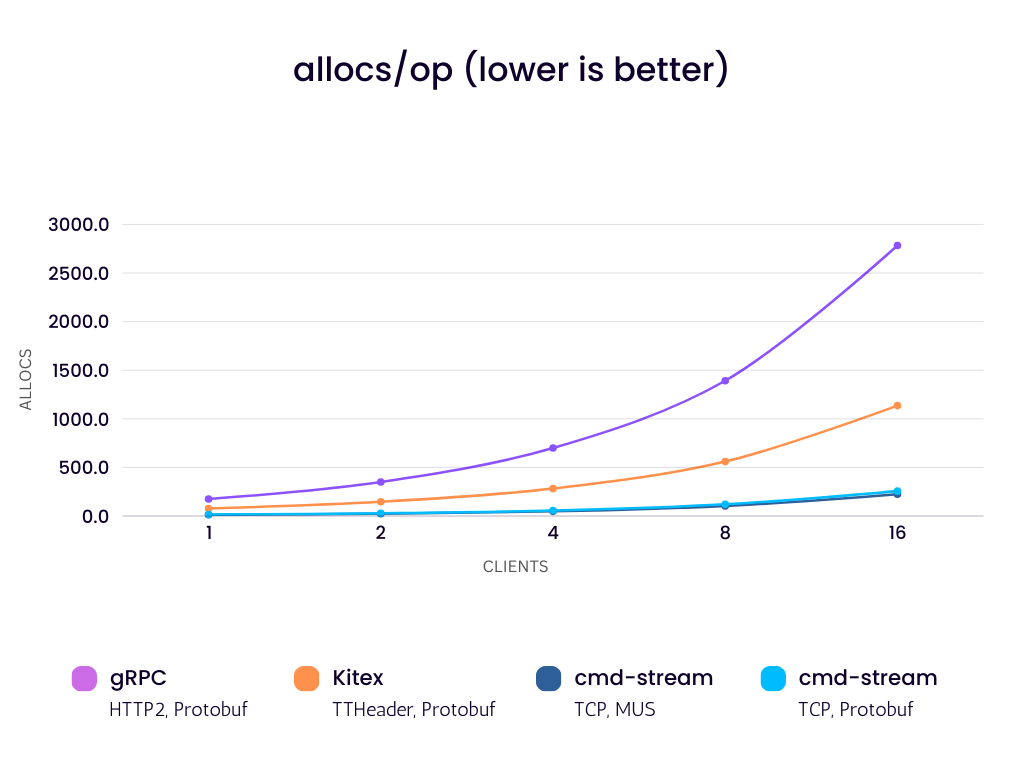 allocs/op (lower is better)
3000.0
2500.0
2000.0
1500.0
1000.0
500.0
0.0
ALLOCS
1 2 4 8 16
CLIENTS
gRPC Kitex cmd-stream cmd-stream
HTTP2, Protobuf TTHeader, Protobuf TCP, MUS TCP, Protobuf